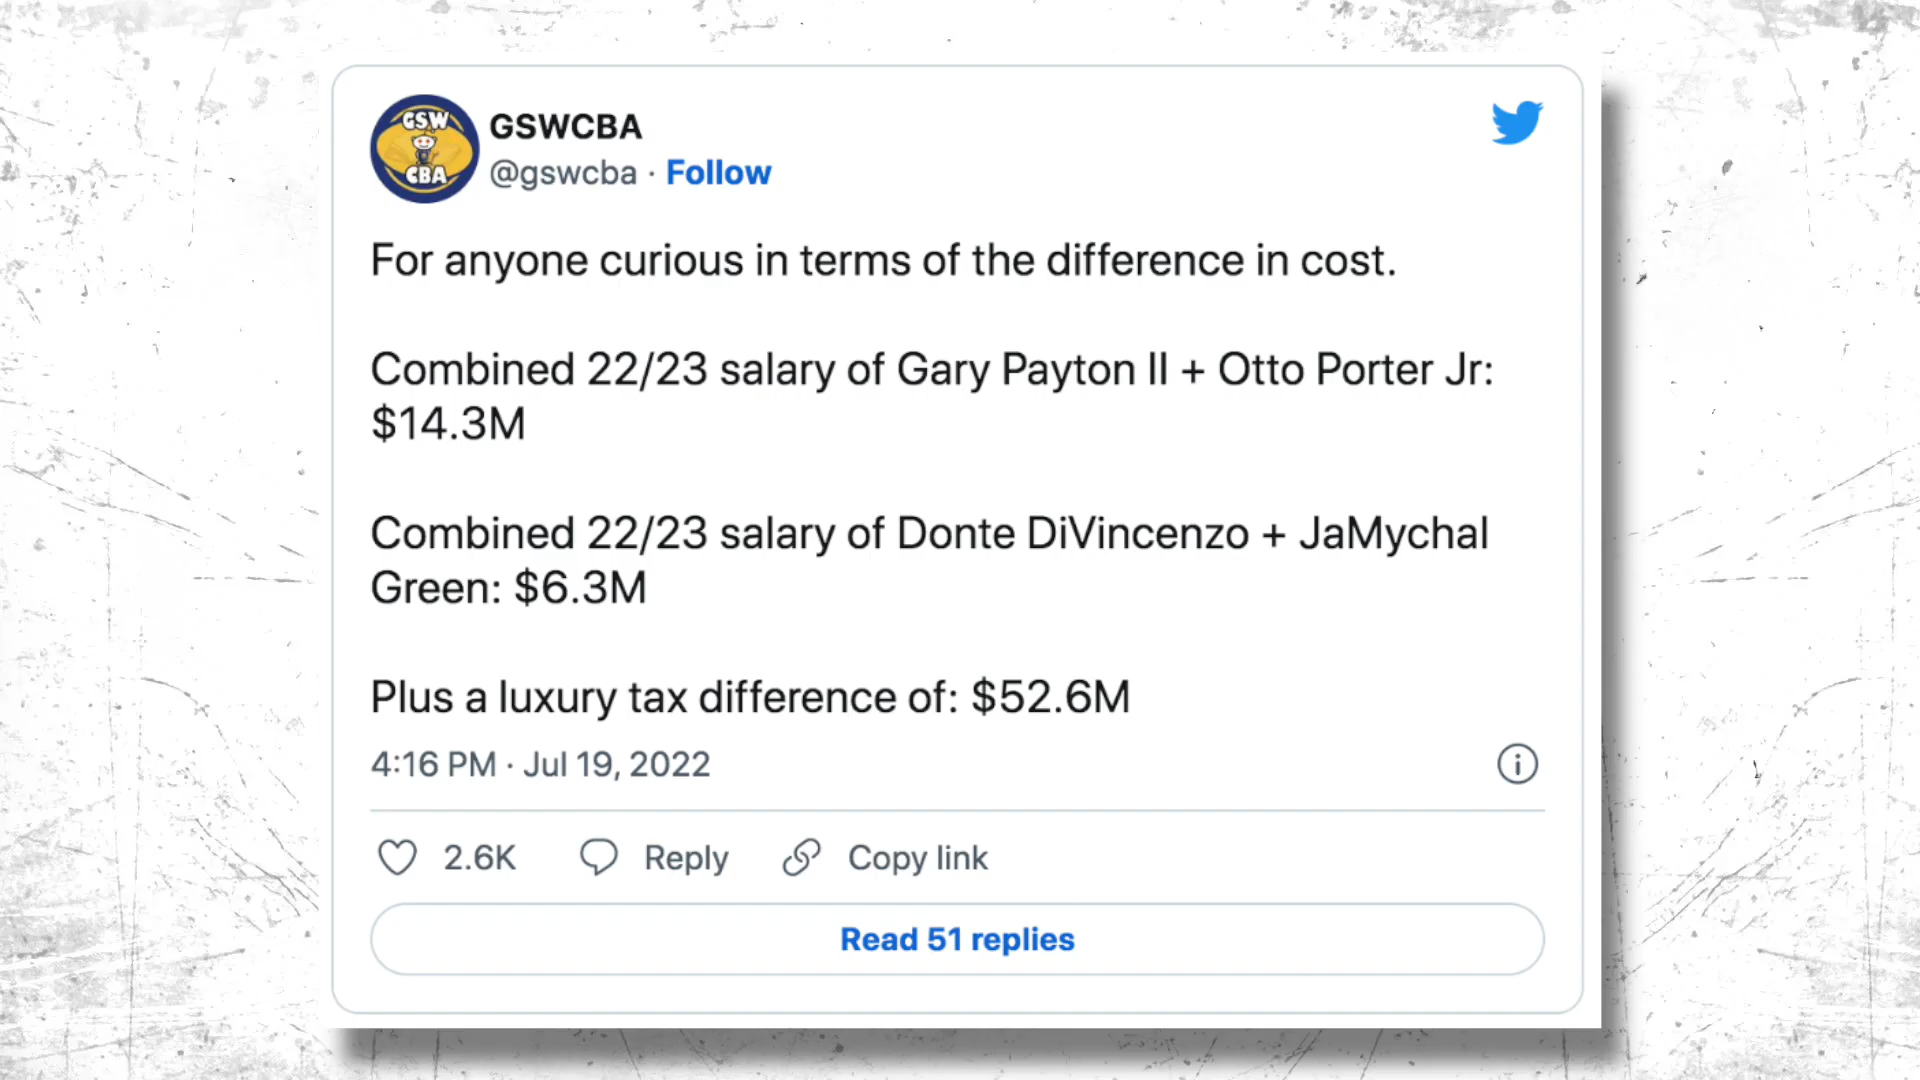 GSW
CBA
GSWCBA
@gswcba · Follow
For anyone curious in terms of the difference in cost.
Combined 22/23 salary of Gary Payton II + Otto Porter Jr:
$14.3M
Combined 22/23 salary of Donte DiVincenzo + JaMychal
Green: $6.3M
Plus a luxury tax difference of: $52.6M
4:16 PM · Jul 19, 2022
2.6K Reply Copy link
Read 51 replies